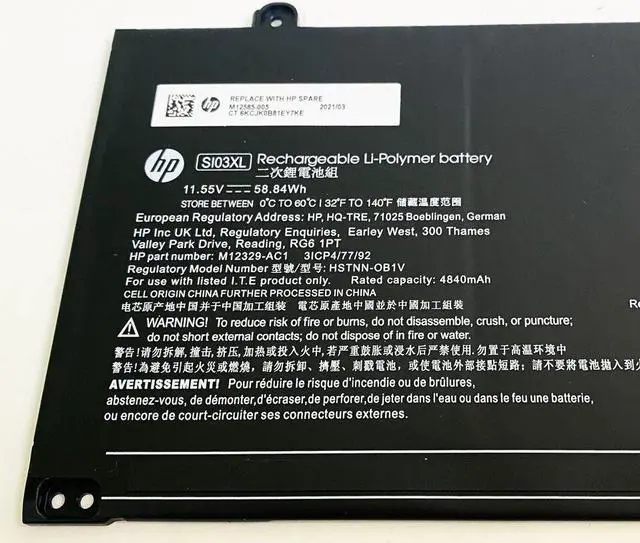 REPLACE WITH HP SPARE
M12585-005 2021/03
CT:6KCJK0B81EY7KE
hp
hp SI03XL Rechargeable Li-Polymer battery
二次鋰電池組
11.55V⎓58.84Wh
STORE BETWEEN 0°C TO 60°C | 32°F TO 140°F 儲藏溫度范圍
European Regulatory Address: HP, HQ-TRE, 71025 Boeblingen, German
HP Inc UK Ltd, Regulatory Enquiries, Earley West, 300 Thames
Valley Park Drive, Reading, RG6 1PT
HP part number: M12329-AC1 3ICP4/77/92
Regulatory Model Number 型號/型号: HSTNN-OB1V
For use with listed I.T.E product only. Rated capacity: 4840mAh
CELL ORIGIN CHINA FURTHER PROCESSED IN CHINA
电芯原产地中国并于中国加工组装 電芯原產地中國並於中國加工組裝
WARNING! To reduce risk of fire or burns, do not disassemble, crush, or puncture;
do not short external contacts; do not dispose of in fire or water.
警告!请勿拆解, 撞击, 挤压, 加热或投入火中, 若严重鼓胀或浸水后严禁使用. 勿置于高温环境中
警告!為避免引起火災或燃燒，請勿拆卸、擠壓、刺戳電池，或使電池外部接點短路；請不要將電池拋入到火
AVERTISSEMENT! Pour réduire le risque d'incendie ou de brûlures,
abstenez-vous, de démonter,d'écraser,de perforer,de jeter dans l'eau ou dans le feu une batterie,
ou encore de court-circuiter ses connecteurs externes.
Re